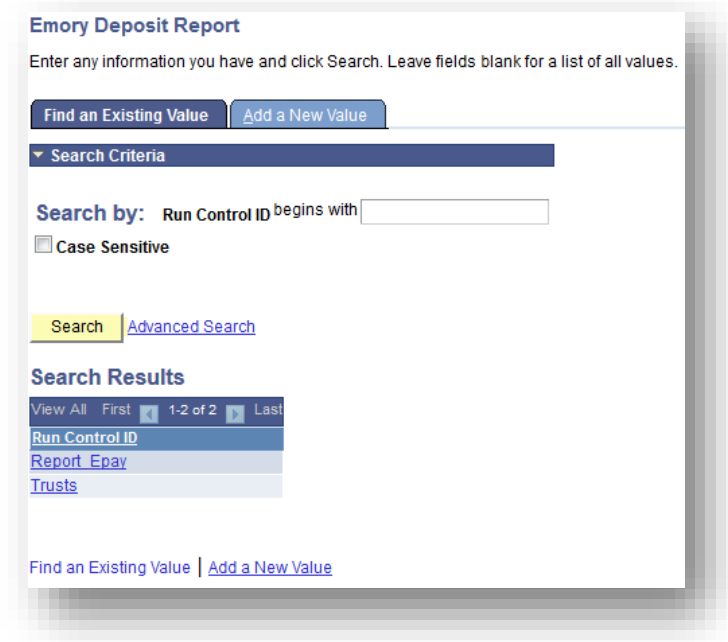 Emory Deposit Report
Enter any information you have and click Search. Leave fields blank for a list of all values.
Find an Existing Value Add a New Value
Search Criteria
Search by: Run Control ID begins with
Case Sensitive
Search Advanced Search
Search Results
View All First 1-2 of 2 Last
Run Control ID
Report_Epay
Trusts
Find an Existing Value | Add a New Value